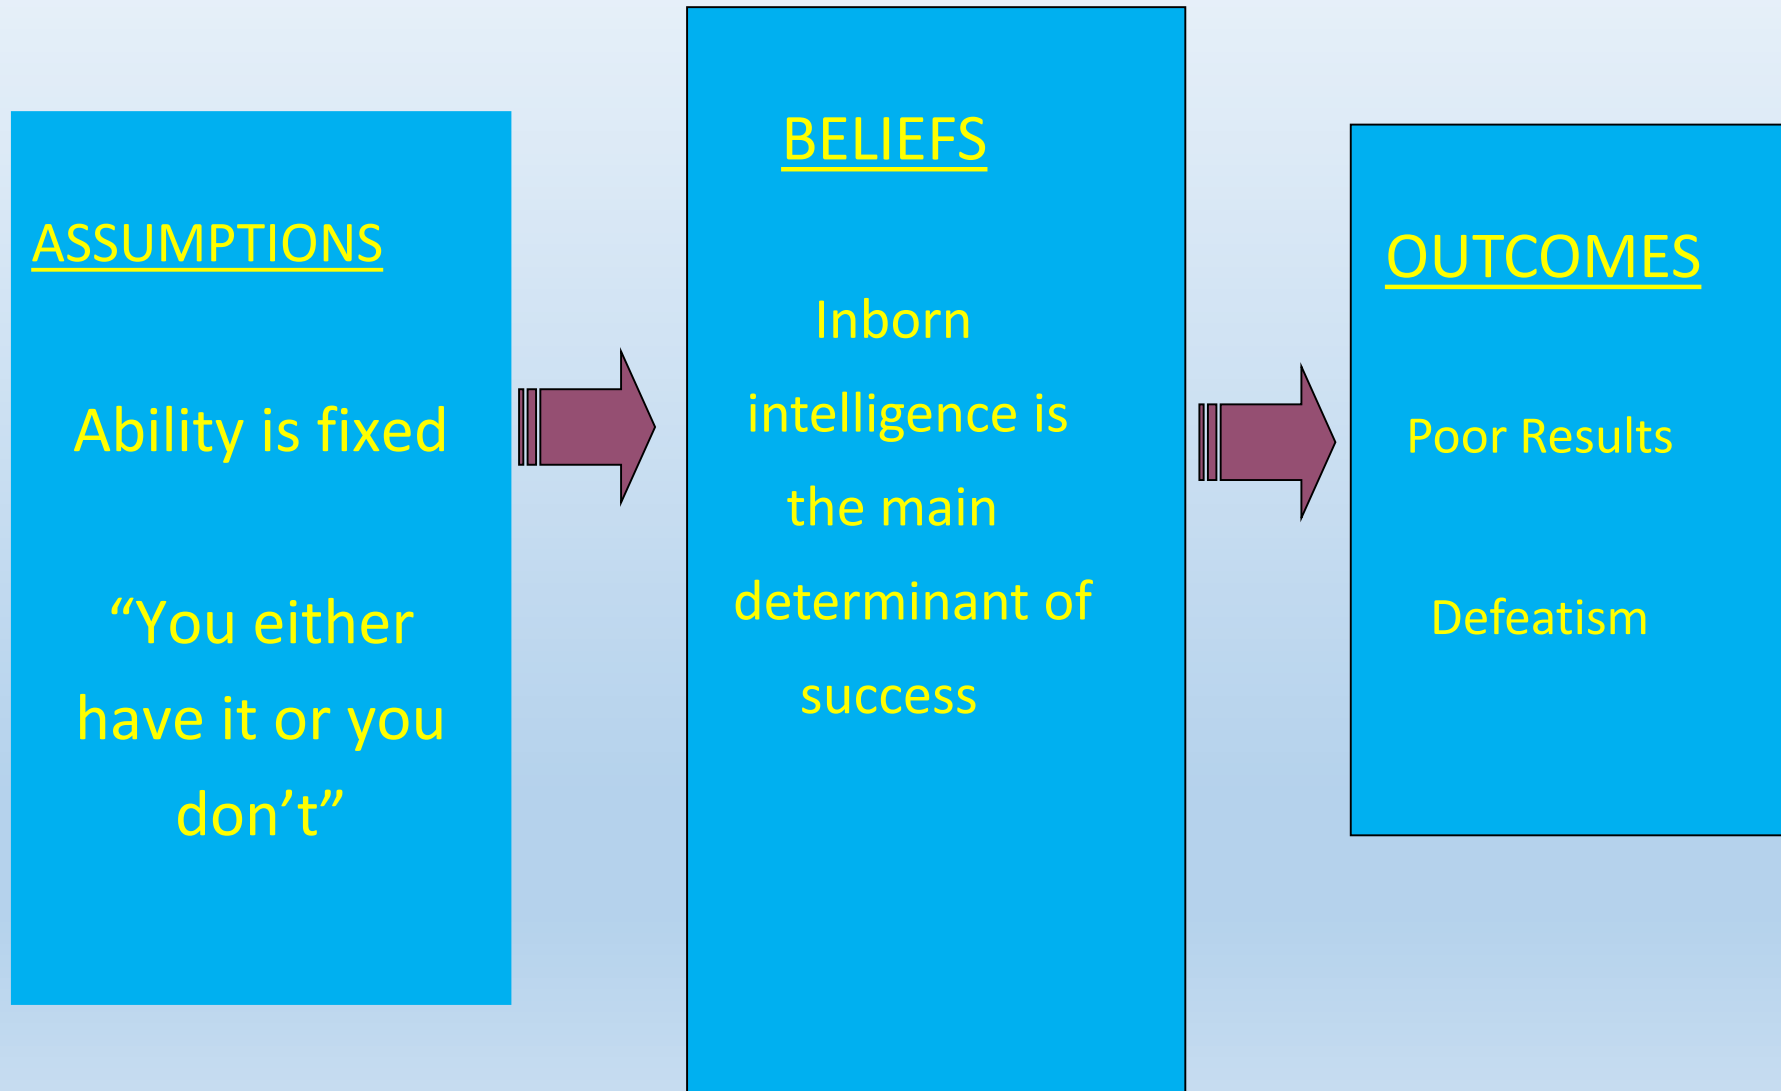 ASSUMPTIONS
Ability is fixed
“You either
have it or you
don’t”
BELIEFS
Inborn
intelligence is
the main
determinant of
success
OUTCOMES
Poor Results
Defeatism